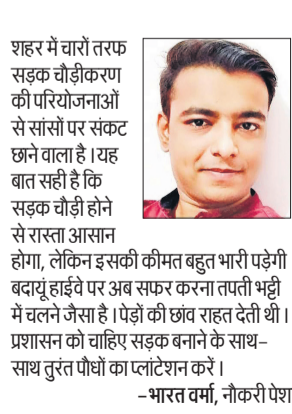 शहर में चारों तरफ
सड़क चौड़ीकरण
की परियोजनाओं
से सांसों पर संकट
छाने वाला है ।यह
बात सही है कि
सड़क चौड़ी होने
से रास्ता आसान
होगा, लेकिन इसकी कीमत बहुत भारी पड़ेगी
बदायूं हाईवे पर अब सफर करना तपती भट्टी
में चलने जैसा है । पेड़ों की छांव राहत देती थी ।
प्रशासन को चाहिए सड़क बनाने के साथ-
साथ तुरंत पौधों का प्लांटेशन करें ।
-भारत वर्मा, नौकरी पेश